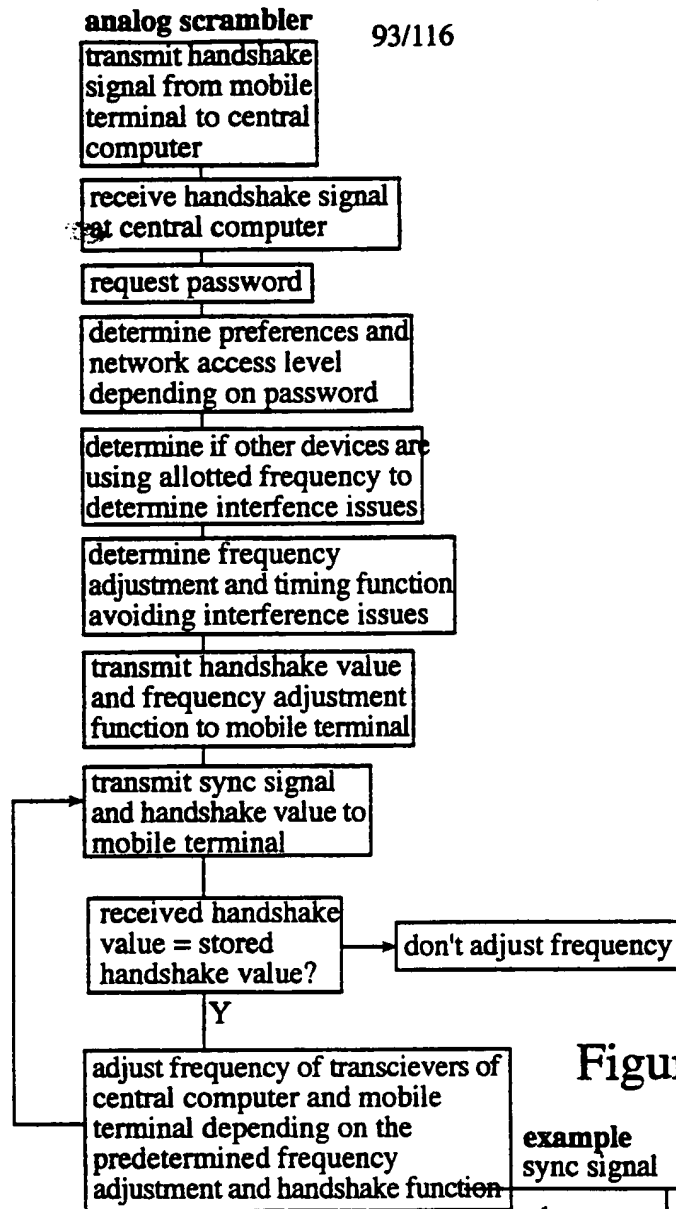 analog scrambler
93/116
transmit handshake
signal from mobile
terminal to central
computer
receive handshake signal
at central computer
request password
determine preferences and
network access level
depending on password
determine if other devices are
using allotted frequency to
determine interfence issues
determine frequency
adjustment and timing function
avoiding interference issues
transmit handshake value
and frequency adjustment
function to mobile terminal
transmit sync signal
and handshake value to
mobile terminal
received handshake
value = stored
handshake value?
don't adjust frequency
Y
adjust frequency of transcievers of
central computer and mobile
terminal depending on the
predetermined frequency
adjustment and handshake function
example
sync signal